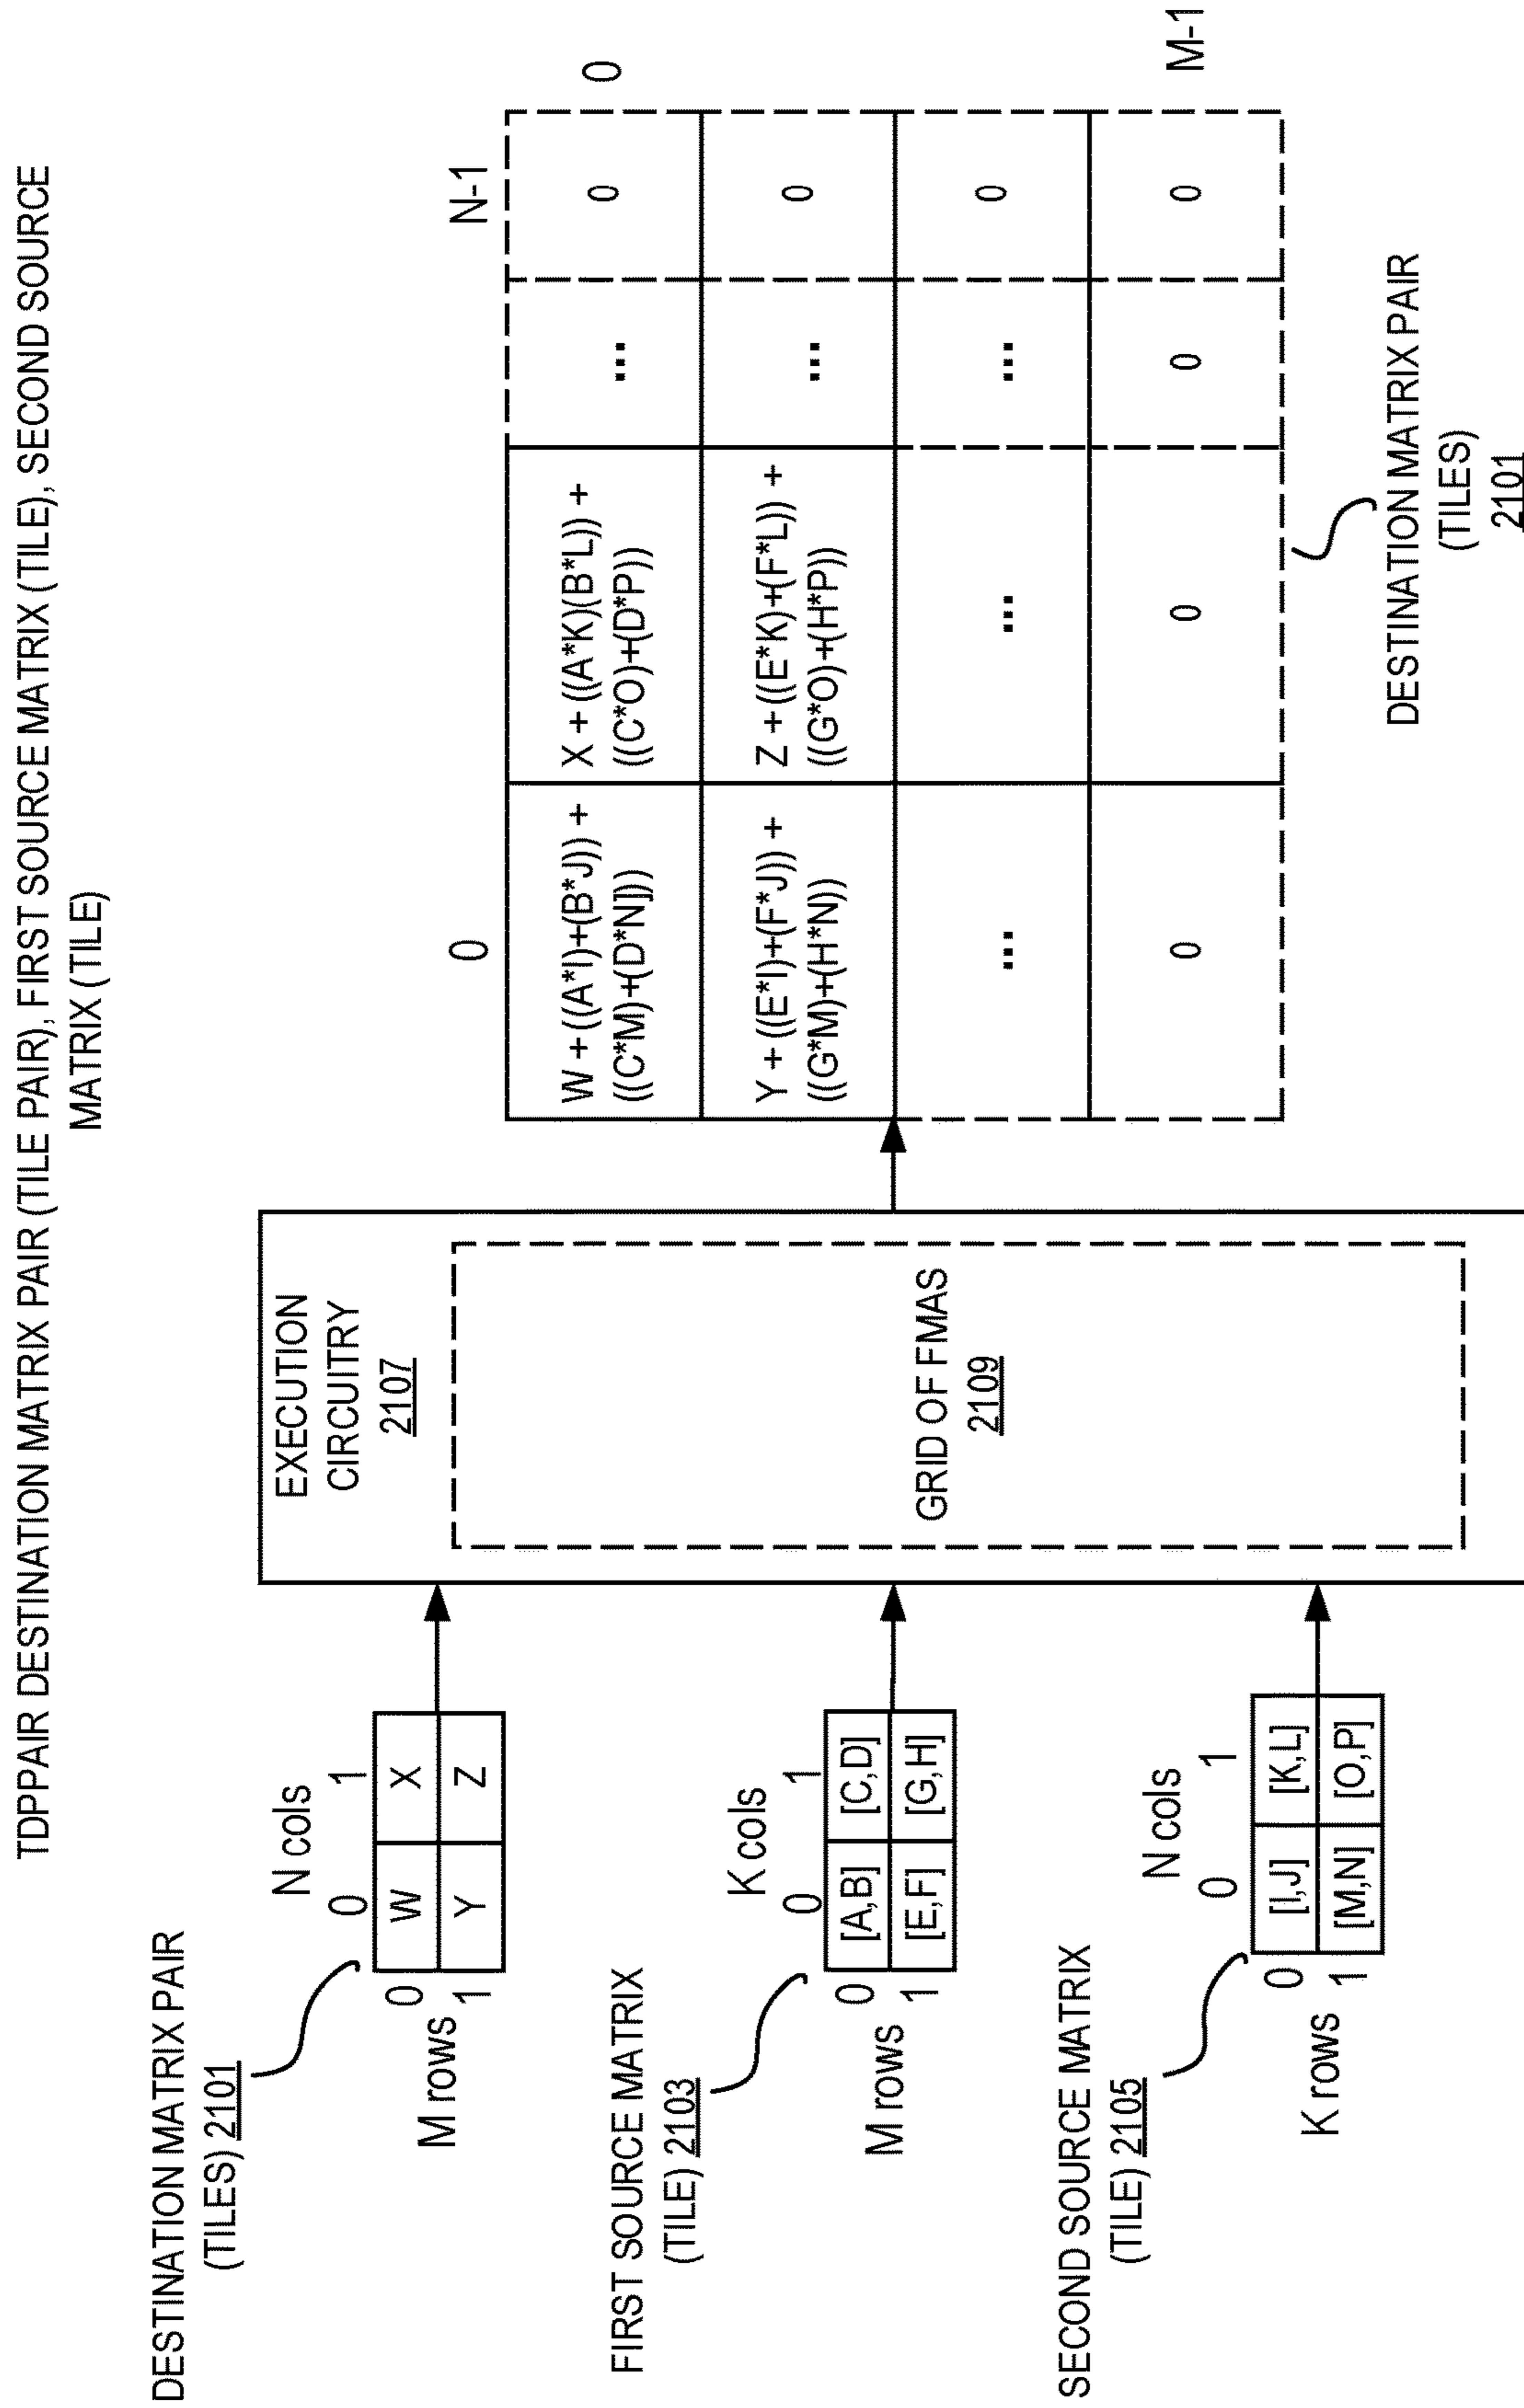 TDPPAIR DESTINATION MATRIX PAIR (TILE PAIR), FIRST SOURCE MATRIX (TILE), SECOND SOURCE
MATRIX (TILE)
DESTINATION MATRIX PAIR
(TILES) 2101
N cols
0 1
0 W X
1 Y Z
M rows
FIRST SOURCE MATRIX
(TILE) 2103
K cols
0 1
0 [A,B] [C,D]
1 [E,F] [G,H]
M rows
SECOND SOURCE MATRIX
(TILE) 2105
N cols
0 1
0 [I,J] [K,L]
1 [M,N] [O,P]
K rows
EXECUTION
CIRCUITRY
2107
GRID OF FMAS
2109
0 N-1
W + ((A*I)+(B*J)) +
((C*M)+(D*N]))
X + ((A*K)(B*L)) +
((C*O)+(D*P))
... 0 0
Y + ((E*I)+(F*J)) +
((G*M)+(H*N))
Z + ((E*K)+(F*L)) +
((G*O)+(H*P))
... 0
... ... ... 0
0 0 0 0 M-1
DESTINATION MATRIX PAIR
(TILES)
2101